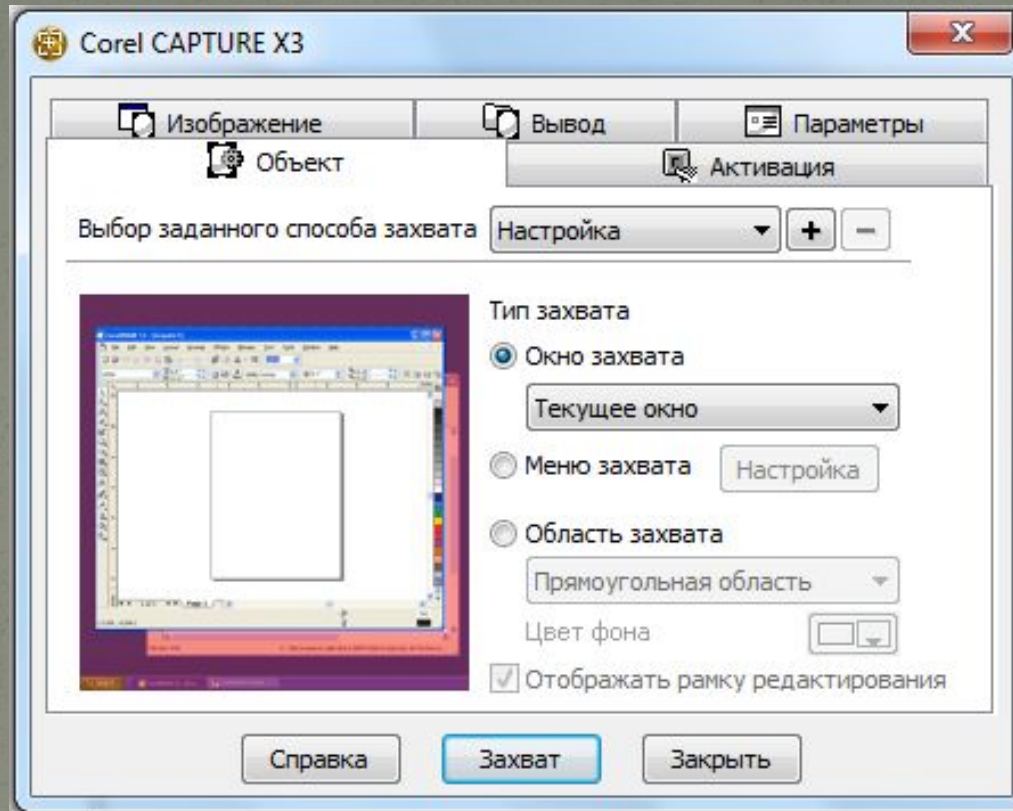 Corel CAPTURE X3
Изображение Вывод Параметры
Объект Активация
Выбор заданного способа захвата Настройка + −
Тип захвата
Окно захвата
Текущее окно
Меню захвата Настройка
Область захвата
Прямоугольная область
Цвет фона
Отображать рамку редактирования
Справка Захват Закрыть